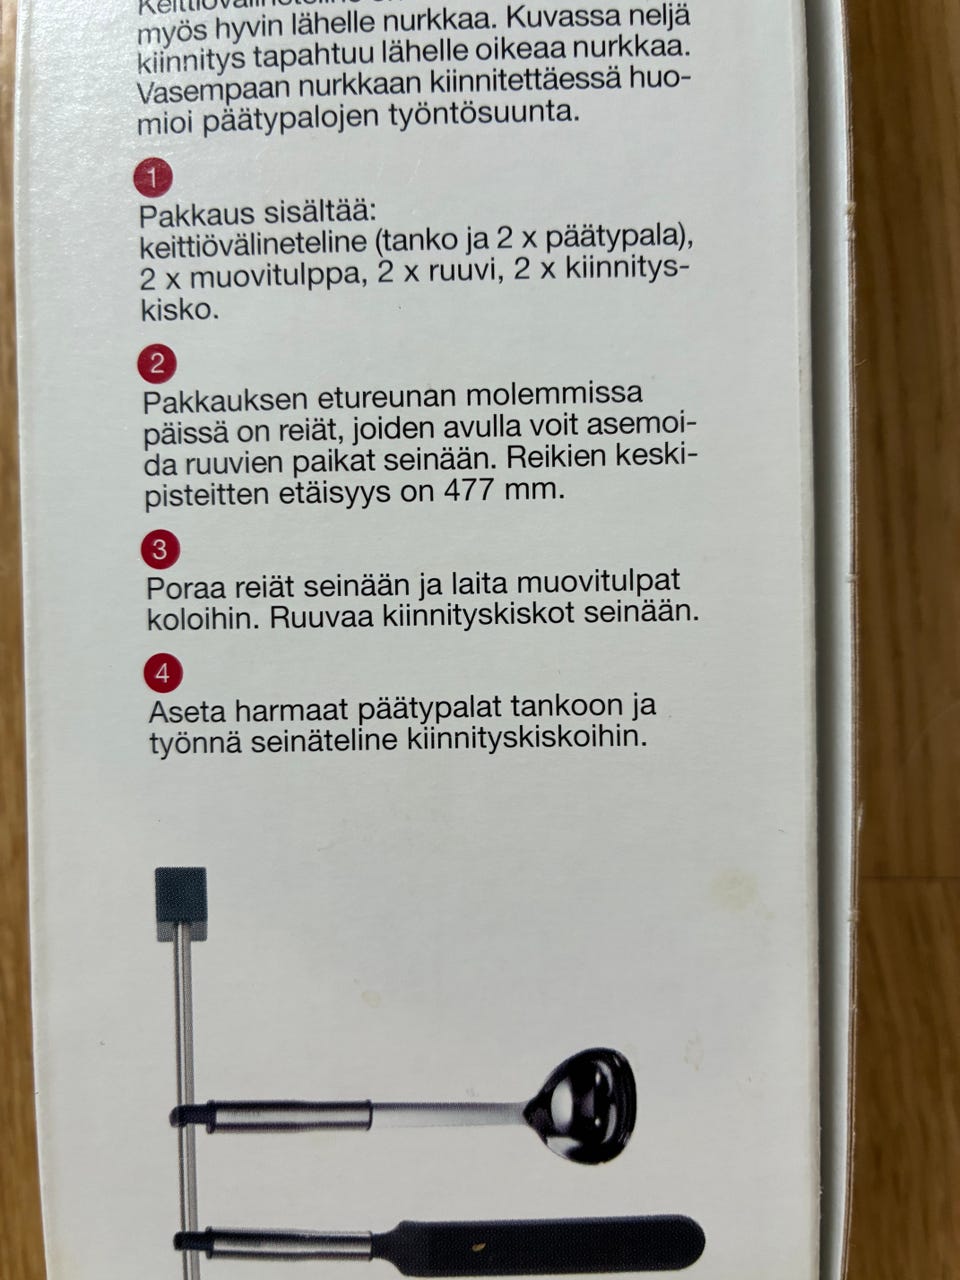 Keittiövälineteline
myös hyvin lähelle nurkkaa. Kuvassa neljä
kiinnitys tapahtuu lähelle oikeaa nurkkaa.
Vasempaan nurkkaan kiinnitettäessä huo-
mioi päätypalojen työntösuunta.
1
Pakkaus sisältää:
keittiövälineteline (tanko ja 2 x päätypala),
2 x muovitulppa, 2 x ruuvi, 2 x kiinnitys-
kisko.
2
Pakkauksen etureunan molemmissa
päissä on reiät, joiden avulla voit asemoi-
da ruuvien paikat seinään. Reikien keski-
pisteitten etäisyys on 477 mm.
3
Poraa reiät seinään ja laita muovitulpat
koloihin. Ruuvaa kiinnityskiskot seinään.
4
Aseta harmaat päätypalat tankoon ja
työnnä seinäteline kiinnityskiskoihin.